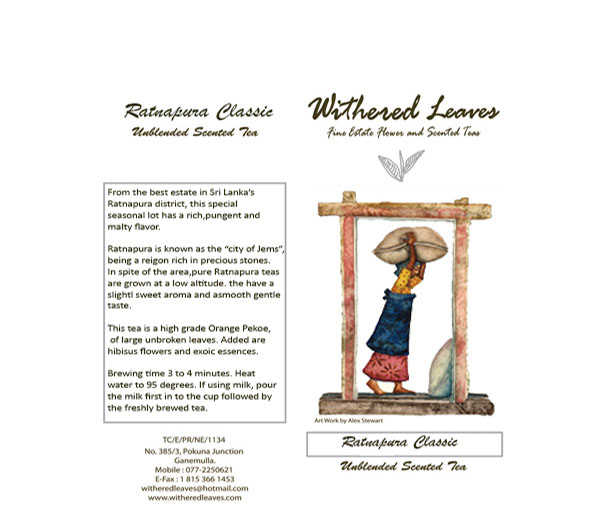 Ratnapura Classic
Unblended Scented Tea
From the best estate in Sri Lanka's
Ratnapura district, this special
seasonal lot has a rich,pungent and
malty flavor.
Ratnapura is known as the "city of Jems",
being a reigon rich in precious stones.
In spite of the area,pure Ratnapura teas
are grown at a low altitude. the have a
slightl sweet aroma and asmooth gentle
taste.
This tea is a high grade Orange Pekoe,
of large unbroken leaves. Added are
hibisus flowers and exoic essences.
Brewing time 3 to 4 minutes. Heat
water to 95 degrees. If using milk, pour
the milk first in to the cup followed by
the freshly brewed tea.
TC/E/PR/NE/1134
No. 385/3, Pokuna Junction
Ganemulla.
Mobile : 077-2250621
E-Fax : 1 815 366 1453
witheredleaves@hotmail.com
www.witheredleaves.com
Withered Leaves
Fine Estate Flower and Scented Teas
Art Work by Alex Stewart
Ratnapura Classic
Unblended Scented Tea